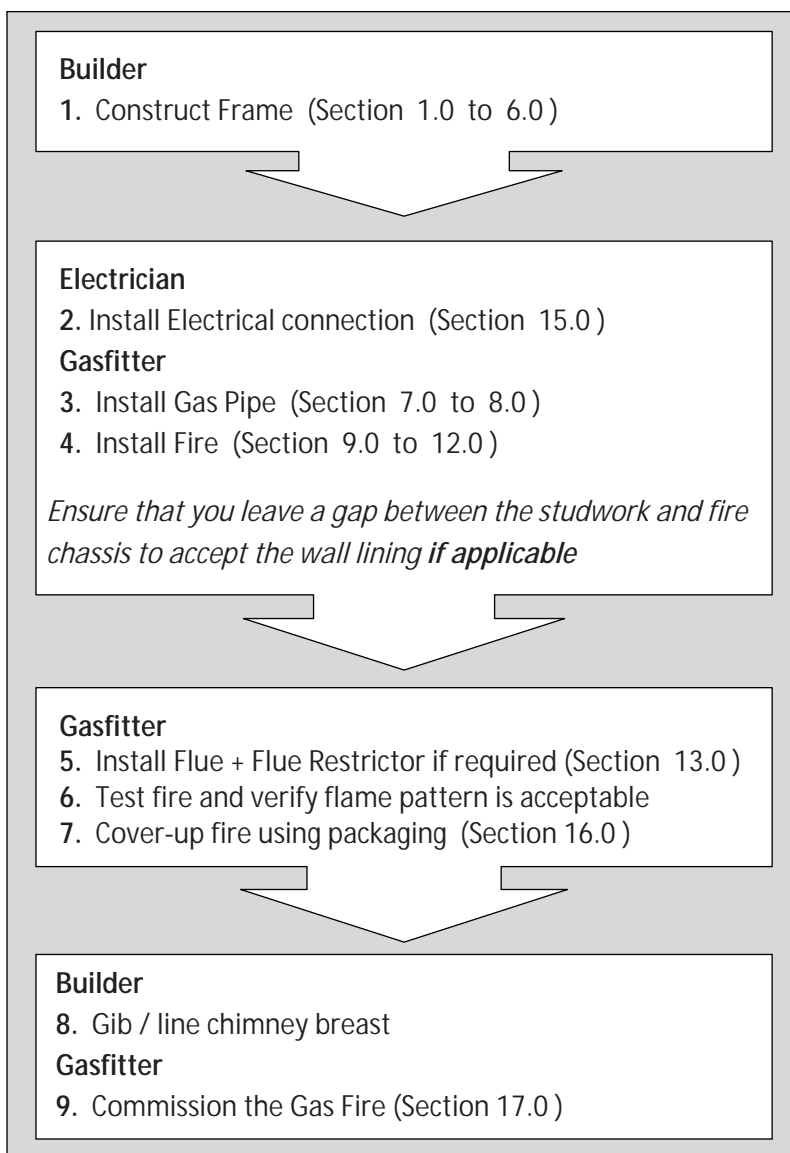 Builder
1. Construct Frame (Section 1.0 to 6.0 )
Electrician
2. Install Electrical connection (Section 15.0 )
Gasfitter
3. Install Gas Pipe (Section 7.0 to 8.0 )
4. Install Fire (Section 9.0 to 12.0 )
Ensure that you leave a gap between the studwork and fire
chassis to accept the wall lining if applicable
Gasfitter
5. Install Flue + Flue Restrictor if required (Section 13.0 )
6. Test fire and verify flame pattern is acceptable
7. Cover-up fire using packaging (Section 16.0 )
Builder
8. Gib / line chimney breast
Gasfitter
9. Commission the Gas Fire (Section 17.0 )